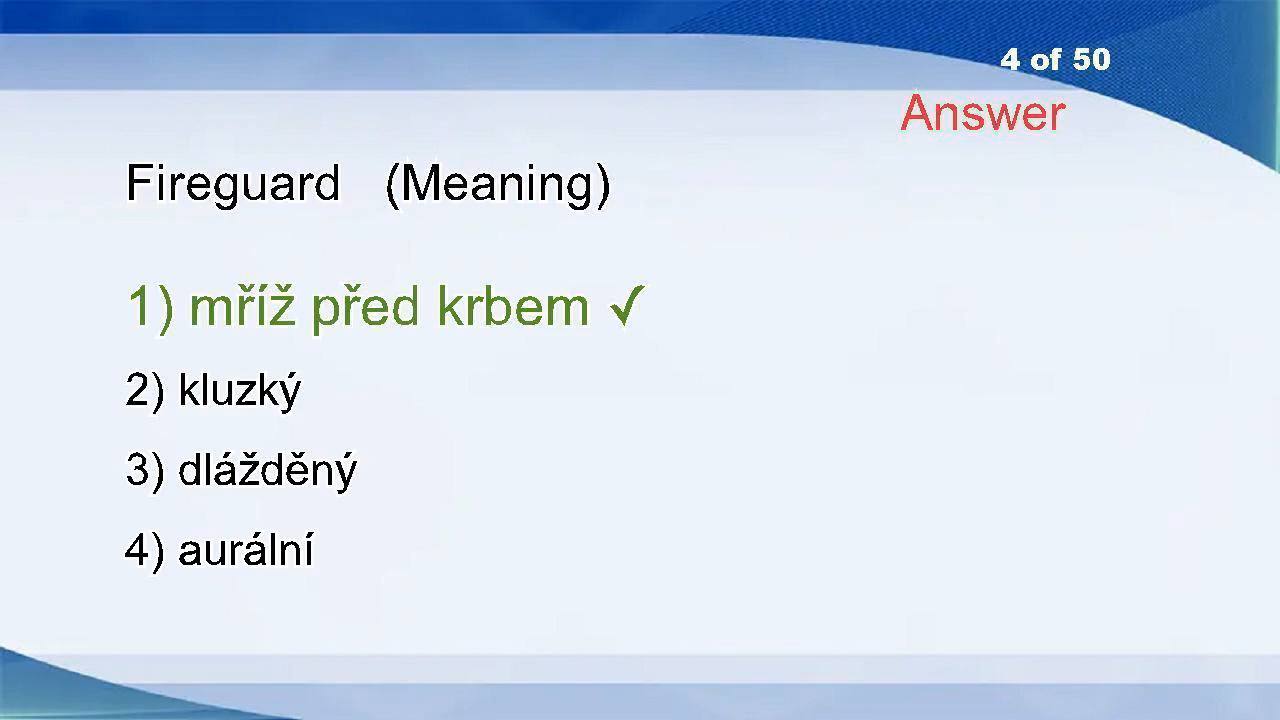 4 of 50
Answer
Fireguard (Meaning)
1) mříž před krbem ✓
2) kluzký
3) dlážděný
4) aurální